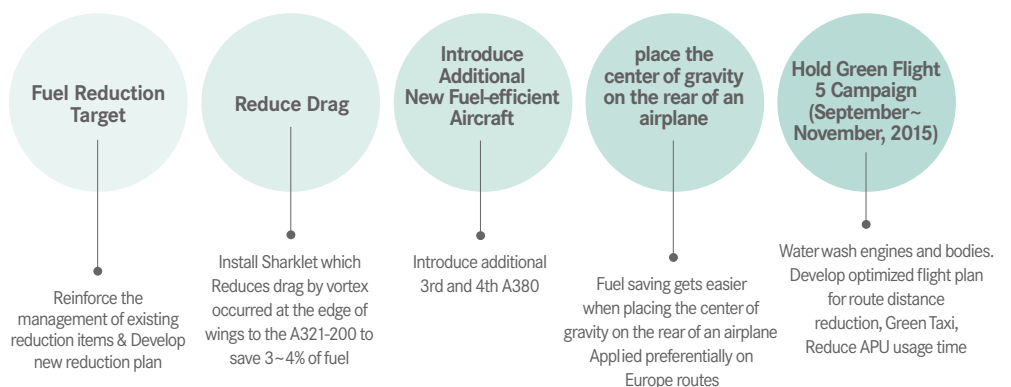 Fuel Reduction
Target
Reinforce the
management of existing
reduction items & Develop
new reduction plan
Reduce Drag
Install Sharklet which
Reduces drag by vortex
occurred at the edge of
wings to the A321-200 to
save 3~4% of fuel
Introduce
Additional
New Fuel-efficient
Aircraft
Introduce additional
3rd and 4th A380
place the
center of gravity
on the rear of an
airplane
Fuel saving gets easier
when placing the center of
gravity on the rear of an airplane
Applied preferentially on
Europe routes
Hold Green Flight
5 Campaign
(September~
November, 2015)
Water wash engines and bodies.
Develop optimized flight plan
for route distance
reduction, Green Taxi,
Reduce APU usage time